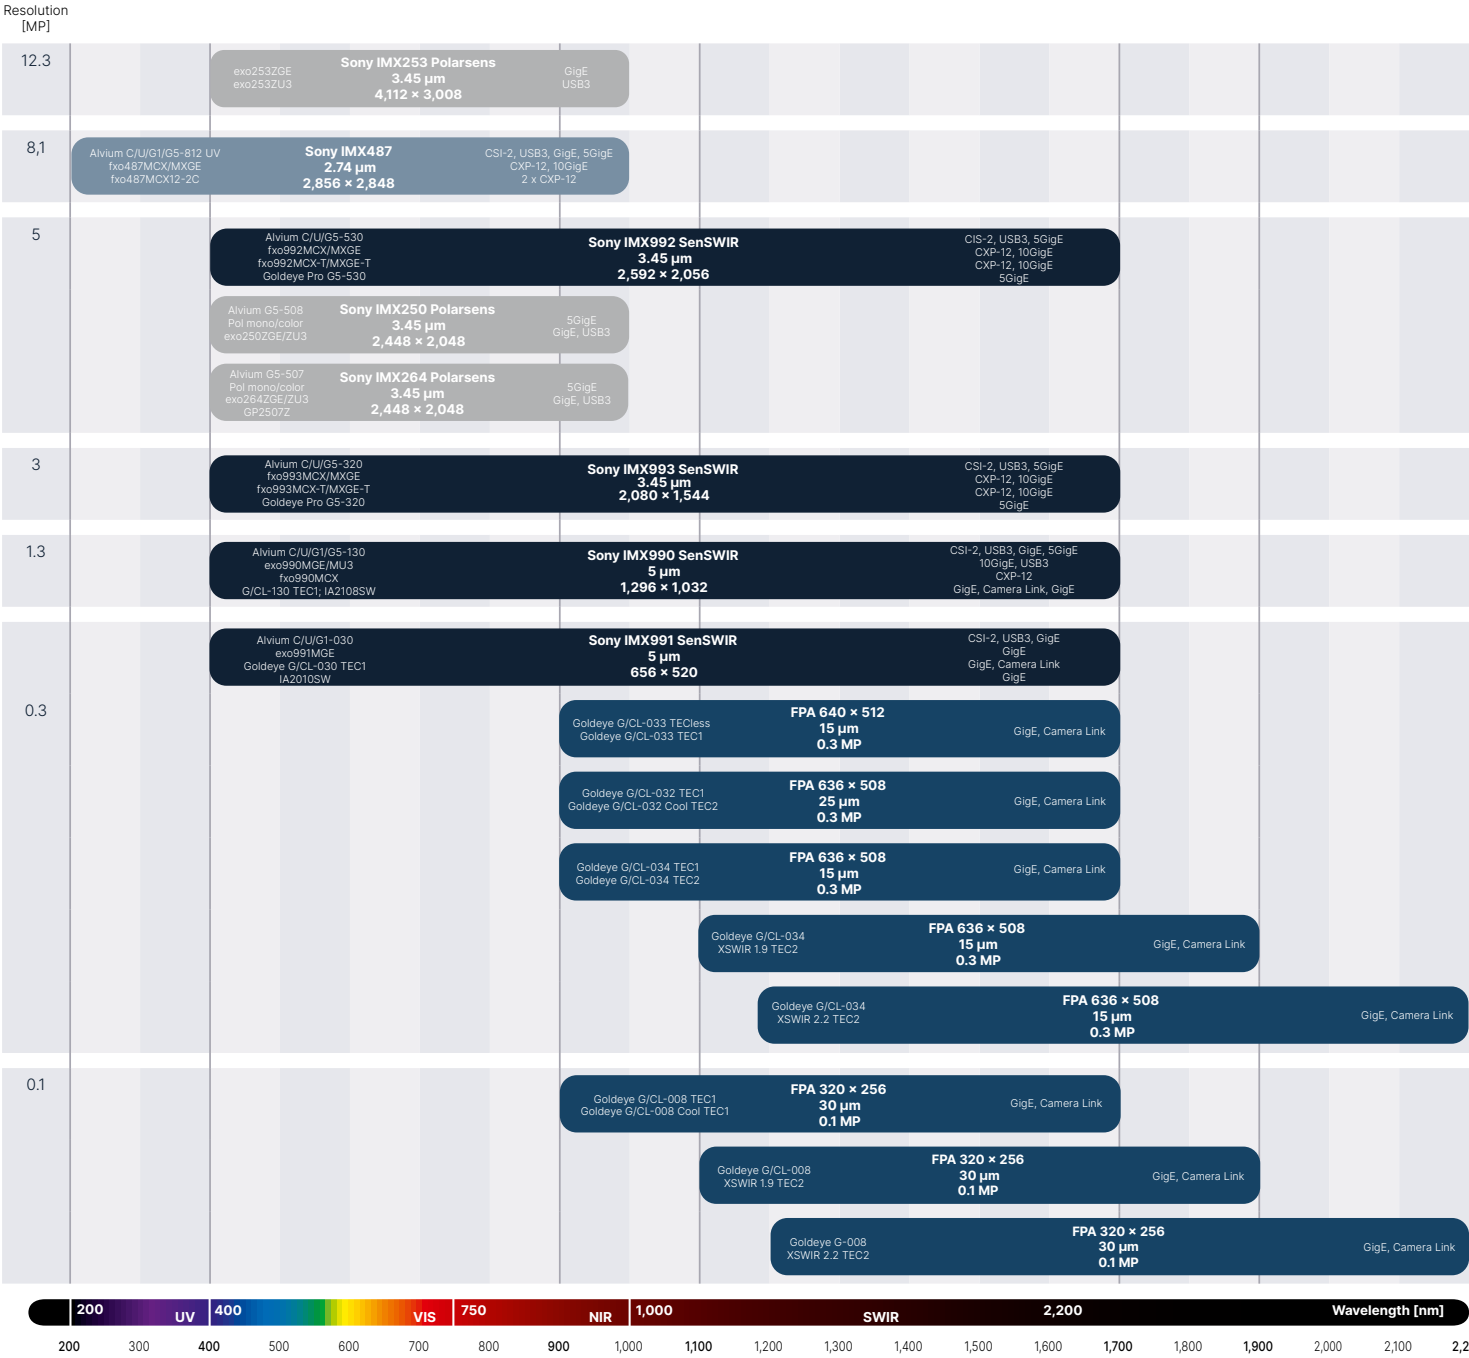 Resolution
[MP]
12.3
exo253ZGE
exo253ZU3
Sony IMX253 Polarsens
3.45 µm
4,112 × 3,008
GigE
USB3
8,1
Alvium C/U/G1/G5-812 UV
fxo487MCX/MXGE
fxo487MCX12-2C
Sony IMX487
2.74 µm
2,856 × 2,848
CSI-2, USB3, GigE, 5GigE
CXP-12, 10GigE
2 x CXP-12
5
Alvium C/U/G5-530
fxo992MCX/MXGE
fxo992MCX-T/MXGE-T
Goldeye Pro G5-530
Sony IMX992 SenSWIR
3.45 µm
2,592 × 2,056
CIS-2, USB3, 5GigE
CXP-12, 10GigE
CXP-12, 10GigE
5GigE
Alvium G5-508
Pol mono/color
exo250ZGE/ZU3
Sony IMX250 Polarsens
3.45 µm
2,448 × 2,048
5GigE
GigE, USB3
Alvium G5-507
Pol mono/color
exo264ZGE/ZU3
GP2507Z
Sony IMX264 Polarsens
3.45 µm
2,448 × 2,048
5GigE
GigE, USB3
3
Alvium C/U/G5-320
fxo993MCX/MXGE
fxo993MCX-T/MXGE-T
Goldeye Pro G5-320
Sony IMX993 SenSWIR
3.45 µm
2,080 × 1,544
CSI-2, USB3, 5GigE
CXP-12, 10GigE
CXP-12, 10GigE
5GigE
1.3
Alvium C/U/G1/G5-130
exo990MGE/MU3
fxo990MCX
G/CL-130 TEC1; IA2108SW
Sony IMX990 SenSWIR
5 µm
1,296 × 1,032
CSI-2, USB3, GigE, 5GigE
10GigE, USB3
CXP-12
GigE, Camera Link, GigE
0.3
Alvium C/U/G1-030
exo991MGE
Goldeye G/CL-030 TEC1
IA2010SW
Sony IMX991 SenSWIR
5 µm
656 × 520
CSI-2, USB3, GigE
GigE
GigE, Camera Link
GigE
Goldeye G/CL-033 TECless
Goldeye G/CL-033 TEC1
FPA 640 × 512
15 µm
0.3 MP
GigE, Camera Link
Goldeye G/CL-032 TEC1
Goldeye G/CL-032 Cool TEC2
FPA 636 × 508
25 µm
0.3 MP
GigE, Camera Link
Goldeye G/CL-034 TEC1
Goldeye G/CL-034 TEC2
FPA 636 × 508
15 µm
0.3 MP
GigE, Camera Link
Goldeye G/CL-034
XSWIR 1.9 TEC2
FPA 636 × 508
15 µm
0.3 MP
GigE, Camera Link
Goldeye G/CL-034
XSWIR 2.2 TEC2
FPA 636 × 508
15 µm
0.3 MP
GigE, Camera Link
0.1
Goldeye G/CL-008 TEC1
Goldeye G/CL-008 Cool TEC1
FPA 320 × 256
30 µm
0.1 MP
GigE, Camera Link
Goldeye G/CL-008
XSWIR 1.9 TEC2
FPA 320 × 256
30 µm
0.1 MP
GigE, Camera Link
Goldeye G-008
XSWIR 2.2 TEC2
FPA 320 × 256
30 µm
0.1 MP
GigE, Camera Link
200 UV 400 VIS 750 NIR 1,000 SWIR 2,200 Wavelength [nm]
200 300 400 500 600 700 800 900 1,000 1,100 1,200 1,300 1,400 1,500 1,600 1,700 1,800 1,900 2,000 2,100 2,2